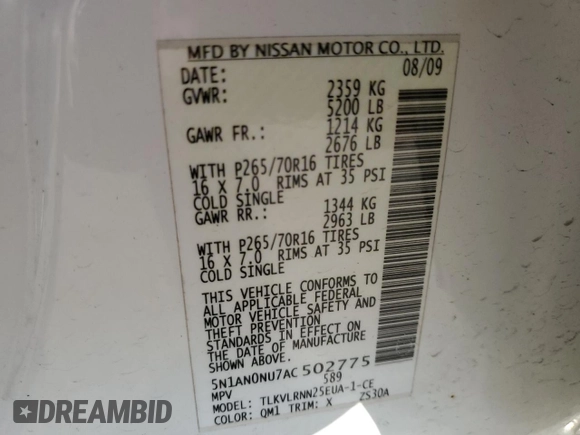 MFD BY NISSAN MOTOR CO., LTD.
DATE: 08/09
GVWR: 2359 KG
5200 LB
GAWR FR.: 1214 KG
2676 LB
WITH P265/70R16 TIRES
16 X 7.0 RIMS AT 35 PSI
COLD SINGLE
GAWR RR.: 1344 KG
2963 LB
WITH P265/70R16 TIRES
16 X 7.0 RIMS AT 35 PSI
COLD SINGLE
THIS VEHICLE CONFORMS TO
ALL APPLICABLE FEDERAL
MOTOR VEHICLE SAFETY AND
THEFT PREVENTION
STANDARDS IN EFFECT ON
THE DATE OF MANUFACTURE
SHOWN ABOVE.
5N1AN0NU7AC502775
MPV 589
MODEL: TLKVLRNN25EUA-1-CE
COLOR: QM1 TRIM: X ZS30A
DIRECT OTOMOTIV